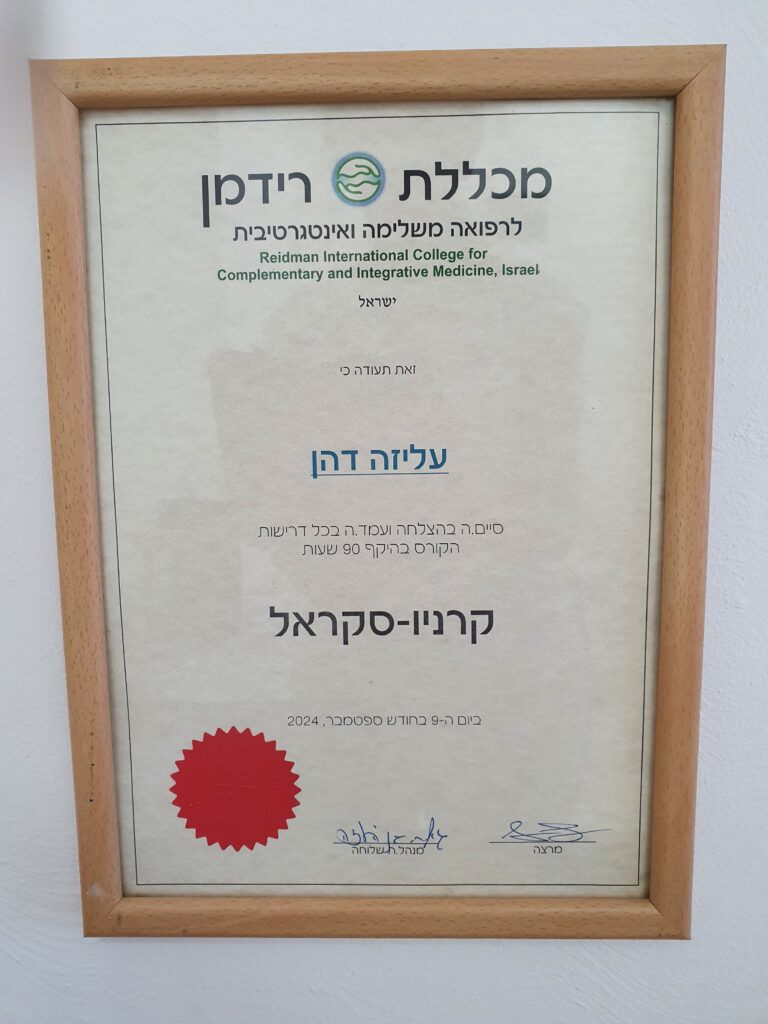 מכללת רידמן
לרפואה משלימה ואינטגרטיבית
Reidman International College for
Complementary and Integrative Medicine, Israel
ישראל
זאת תעודה כי
עליזה דהן
סיים.ה בהצלחה ועמד.ה בכל דרישות
הקורס בהיקף 90 שעות
קרניו-סקראל
ביום ה-9 בחודש ספטמבר, 2024
מרצה
מנהל.ת שלוחה